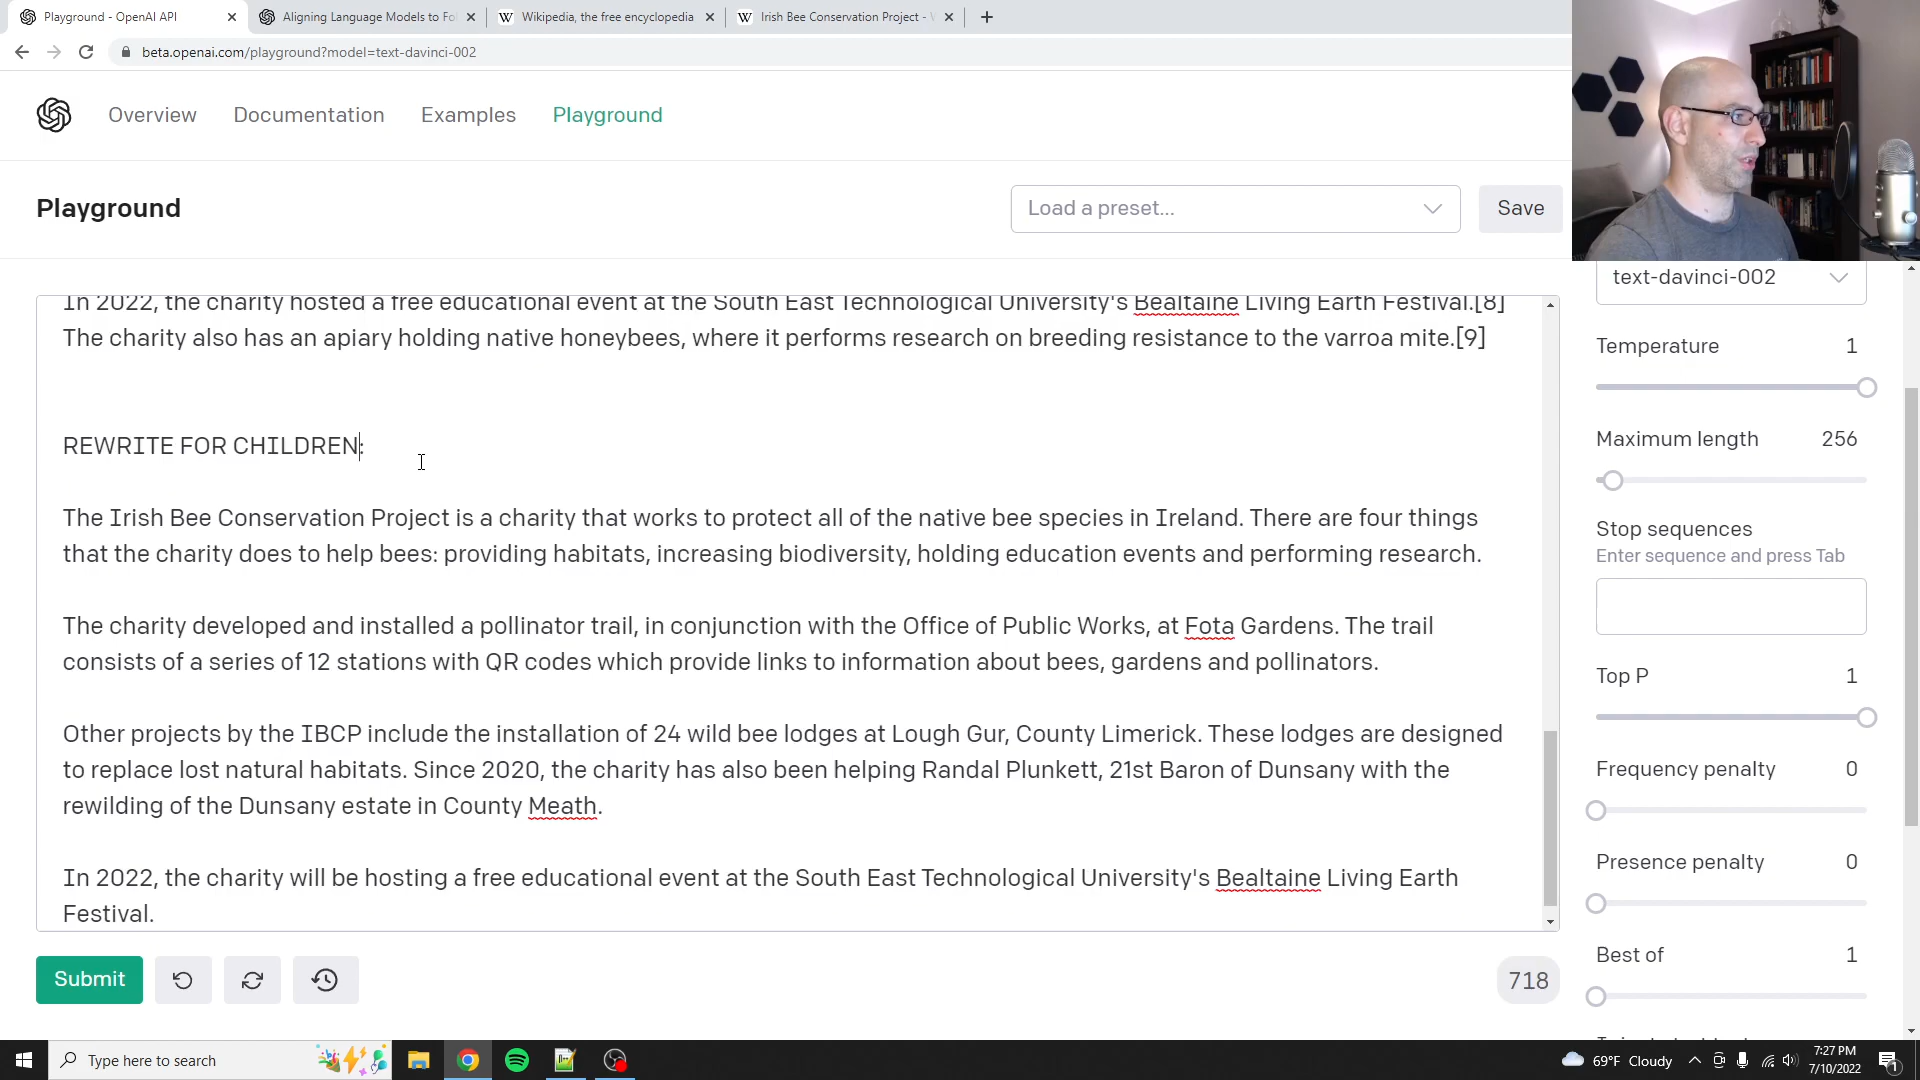 Playground - OpenAI API
Aligning Language Models to Fo
Wikipedia, the free encyclopedia
Irish Bee Conservation Project -
beta.openai.com/playground?model=text-davinci-002
Overview Documentation Examples Playground
Playground
Load a preset...
Save
In 2022, the charity hosted a free educational event at the South East Technological University's Bealtaine Living Earth Festival.[8]
The charity also has an apiary holding native honeybees, where it performs research on breeding resistance to the varroa mite.[9]
REWRITE FOR CHILDREN:
The Irish Bee Conservation Project is a charity that works to protect all of the native bee species in Ireland. There are four things
that the charity does to help bees: providing habitats, increasing biodiversity, holding education events and performing research.
The charity developed and installed a pollinator trail, in conjunction with the Office of Public Works, at Fota Gardens. The trail
consists of a series of 12 stations with QR codes which provide links to information about bees, gardens and pollinators.
Other projects by the IBCP include the installation of 24 wild bee lodges at Lough Gur, County Limerick. These lodges are designed
to replace lost natural habitats. Since 2020, the charity has also been helping Randal Plunkett, 21st Baron of Dunsany with the
rewilding of the Dunsany estate in County Meath.
In 2022, the charity will be hosting a free educational event at the South East Technological University's Bealtaine Living Earth
Festival.
Submit
718
text-davinci-002
Temperature 1
Maximum length 256
Stop sequences
Enter sequence and press Tab
Top P 1
Frequency penalty 0
Presence penalty 0
Best of 1
Type here to search
69°F Cloudy
7:27 PM
7/10/2022
1